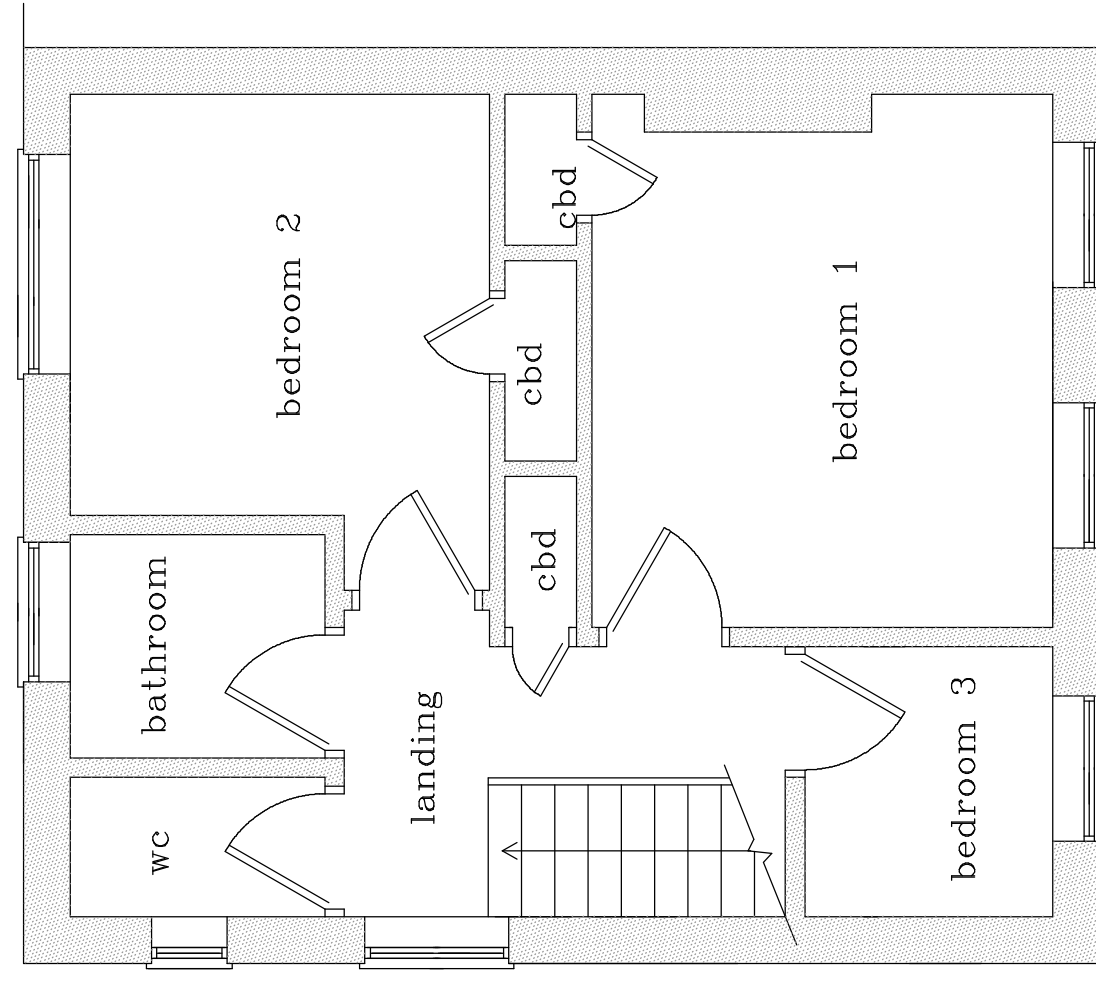 bedroom 2
cbd
cbd
bedroom 1
cbd
bathroom
landing
wc
bedroom 3